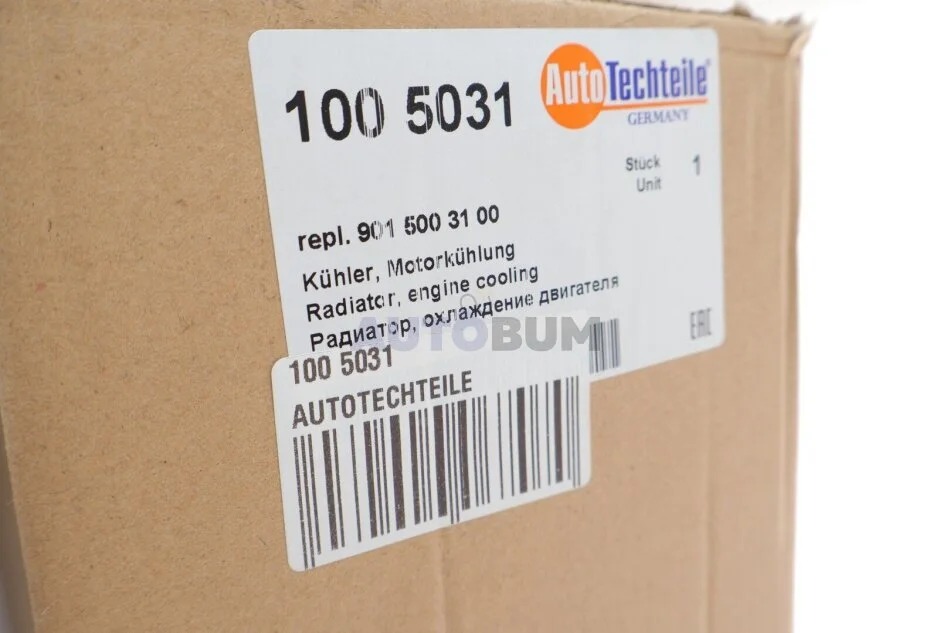 100 5031
AutoTechteile®
GERMANY
Stück 1
Unit
repl. 901 500 31 00
Kühler, Motorkühlung
Radiator, engine cooling
Радиатор, охлаждение двигателя
AUTOBUM
EAC
100 5031
AUTOTECHTEILE